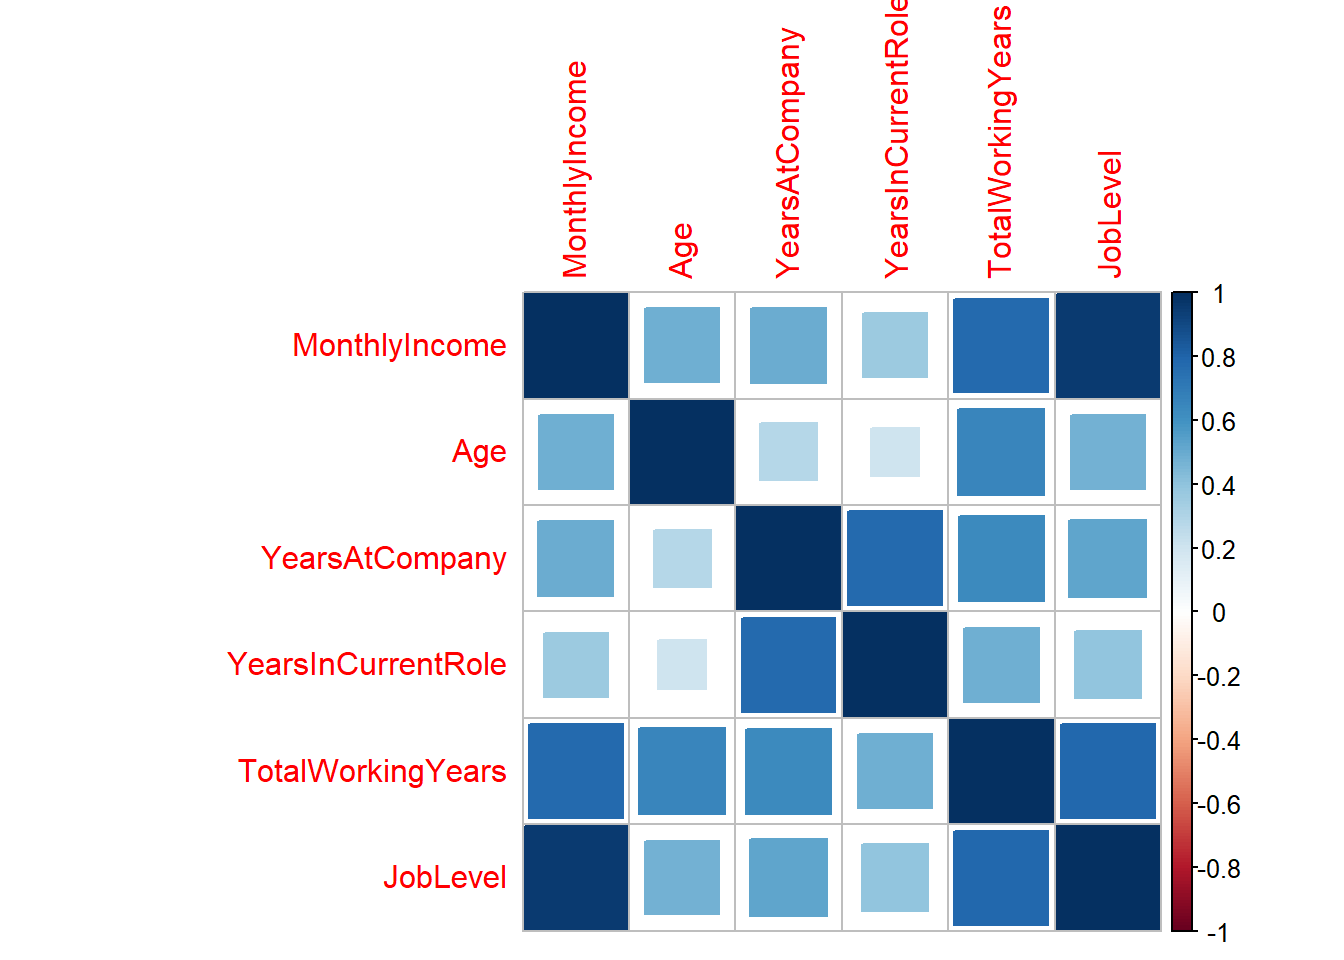 MonthlyIncome
Age
YearsAtCompany
YearsInCurrentRole
TotalWorkingYears
JobLevel
MonthlyIncome
Age
YearsAtCompany
YearsInCurrentRole
TotalWorkingYears
JobLevel
1
0.8
0.6
0.4
0.2
0
-0.2
-0.4
-0.6
-0.8
-1